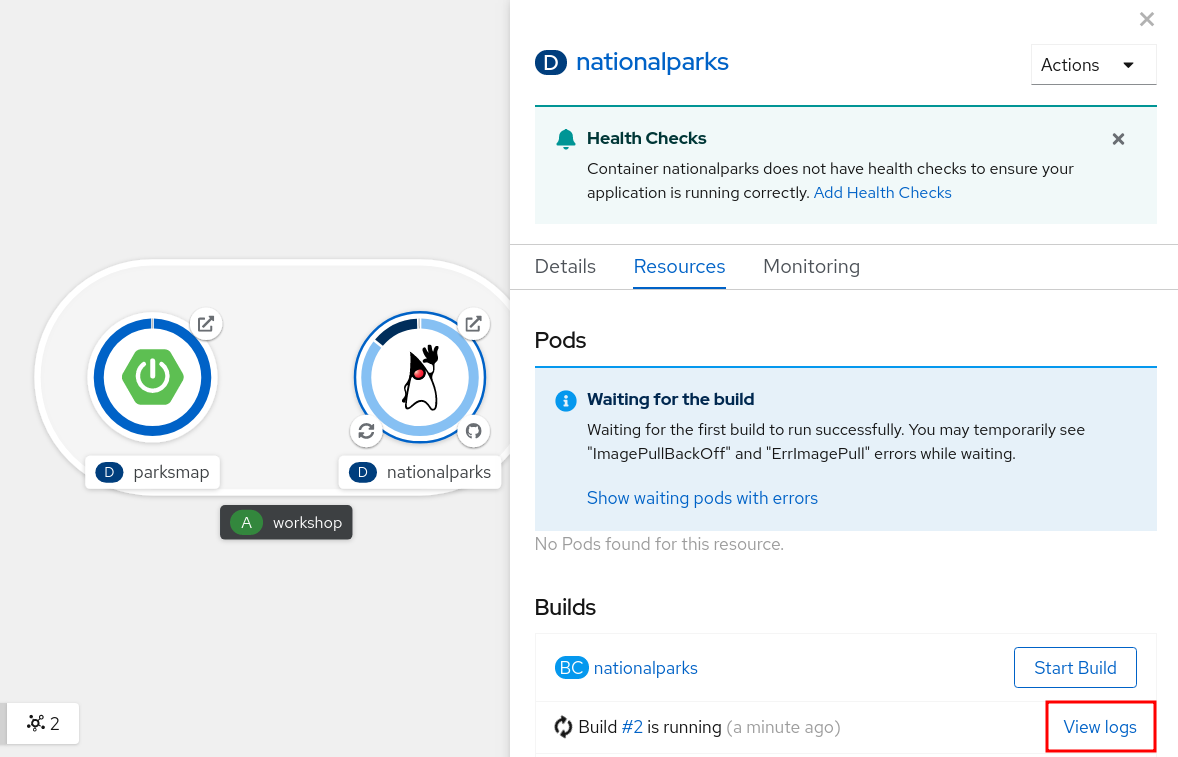 D nationalparks
Actions
Health Checks
Container nationalparks does not have health checks to ensure your
application is running correctly. Add Health Checks
Details Resources Monitoring
Pods
Waiting for the build
Waiting for the first build to run successfully. You may temporarily see
"ImagePullBackOff" and "ErrImagePull" errors while waiting.
Show waiting pods with errors
No Pods found for this resource.
Builds
BC nationalparks
Start Build
Build #2 is running (a minute ago)
View logs
D parksmap
D nationalparks
A workshop
2